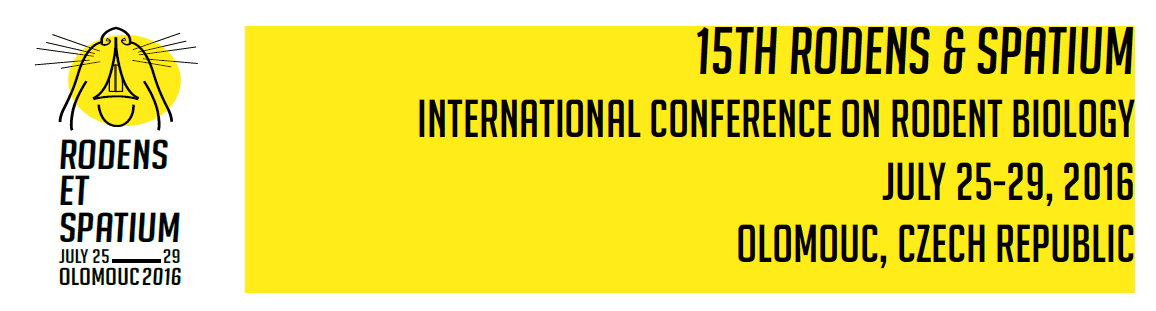 RODENS
ET
SPATIUM
JULY 25 29
OLOMOUC 2016
15TH RODENS & SPATIUM
INTERNATIONAL CONFERENCE ON RODENT BIOLOGY
JULY 25-29, 2016
OLOMOUC, CZECH REPUBLIC